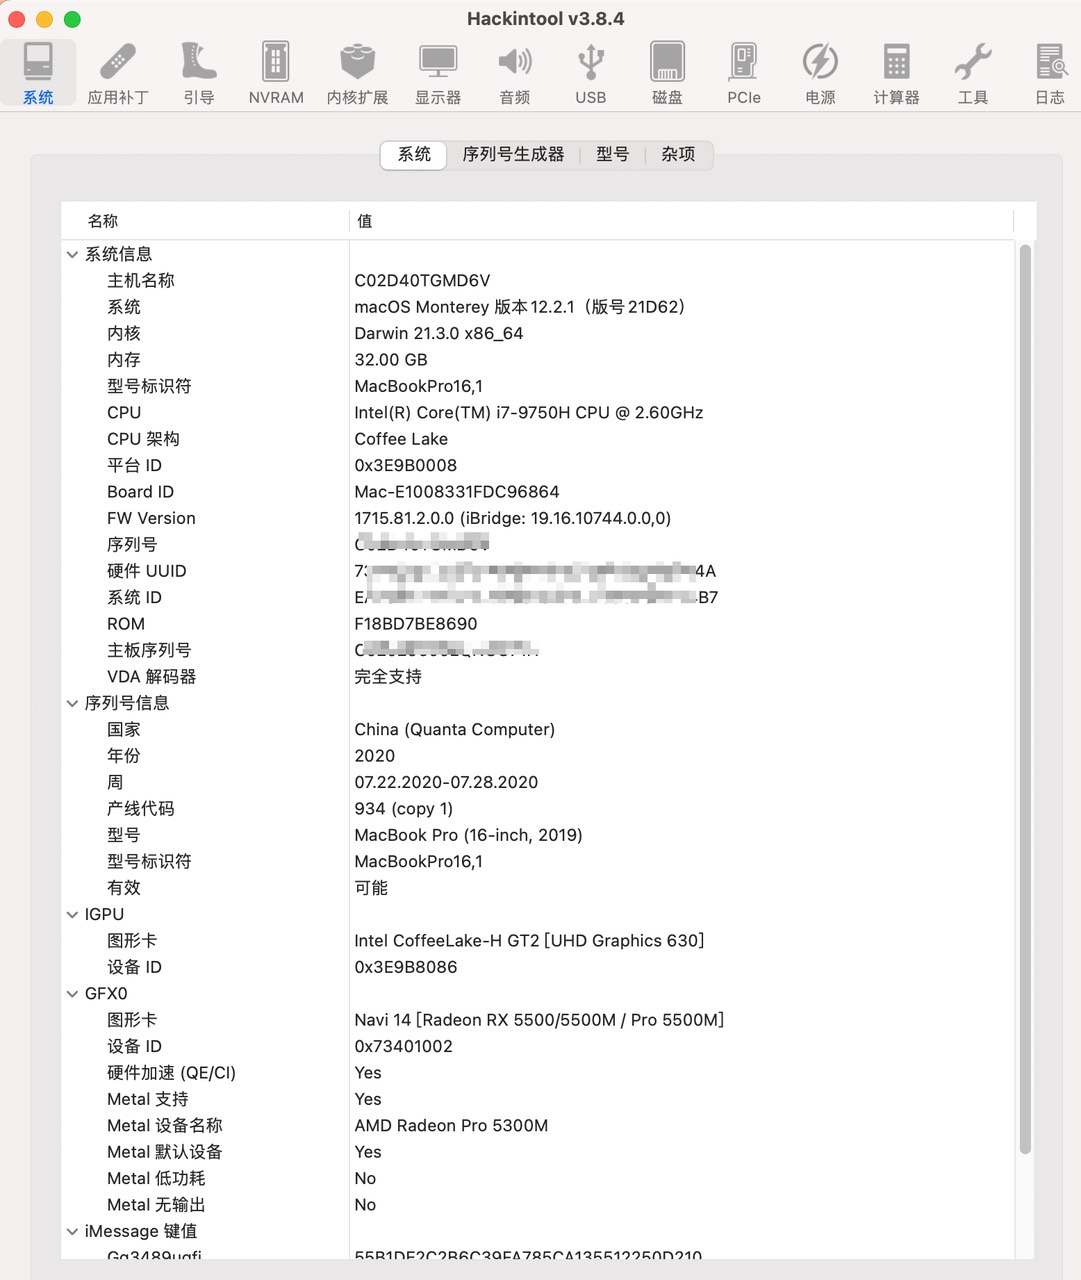 Hackintool v3.8.4
系统 应用补丁 引导 NVRAM 内核扩展 显示器 音频 USB 磁盘 PCIe 电源 计算器 工具 日志
系统 序列号生成器 型号 杂项
名称 值
系统信息
主机名称 C02D40TGMD6V
系统 macOS Monterey 版本12.2.1（版号21D62）
内核 Darwin 21.3.0 x86_64
内存 32.00 GB
型号标识符 MacBookPro16,1
CPU Intel(R) Core(TM) i7-9750H CPU @ 2.60GHz
CPU 架构 Coffee Lake
平台 ID 0x3E9B0008
Board ID Mac-E1008331FDC96864
FW Version 1715.81.2.0.0 (iBridge: 19.16.10744.0.0,0)
序列号
硬件 UUID 4A
系统 ID B7
ROM F18BD7BE8690
主板序列号
VDA 解码器 完全支持
序列号信息
国家 China (Quanta Computer)
年份 2020
周 07.22.2020-07.28.2020
产线代码 934 (copy 1)
型号 MacBook Pro (16-inch, 2019)
型号标识符 MacBookPro16,1
有效 可能
IGPU
图形卡 Intel CoffeeLake-H GT2 [UHD Graphics 630]
设备 ID 0x3E9B8086
GFX0
图形卡 Navi 14 [Radeon RX 5500/5500M / Pro 5500M]
设备 ID 0x73401002
硬件加速 (QE/CI) Yes
Metal 支持 Yes
Metal 设备名称 AMD Radeon Pro 5300M
Metal 默认设备 Yes
Metal 低功耗 No
Metal 无输出 No
iMessage 键值
Gq3489ugfi 55B1DE2C2B6C39FA785CA135512250D210